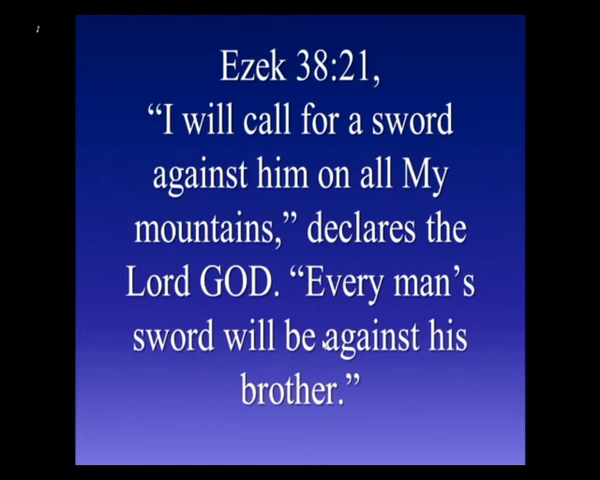 Ezek 38:21,
“I will call for a sword
against him on all My
mountains,” declares the
Lord GOD. “Every man’s
sword will be against his
brother.”